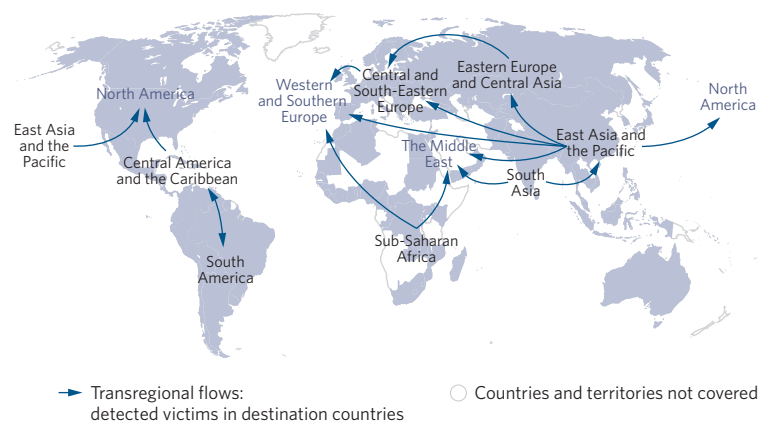 North America
East Asia
and the
Pacific
Central America
and the Caribbean
South
America
Western
and Southern
Europe
Central and
South-Eastern
Europe
Eastern Europe
and Central Asia
The Middle
East
South
Asia
East Asia and
the Pacific
Sub-Saharan
Africa
North
America
Transregional flows:
detected victims in destination countries
Countries and territories not covered